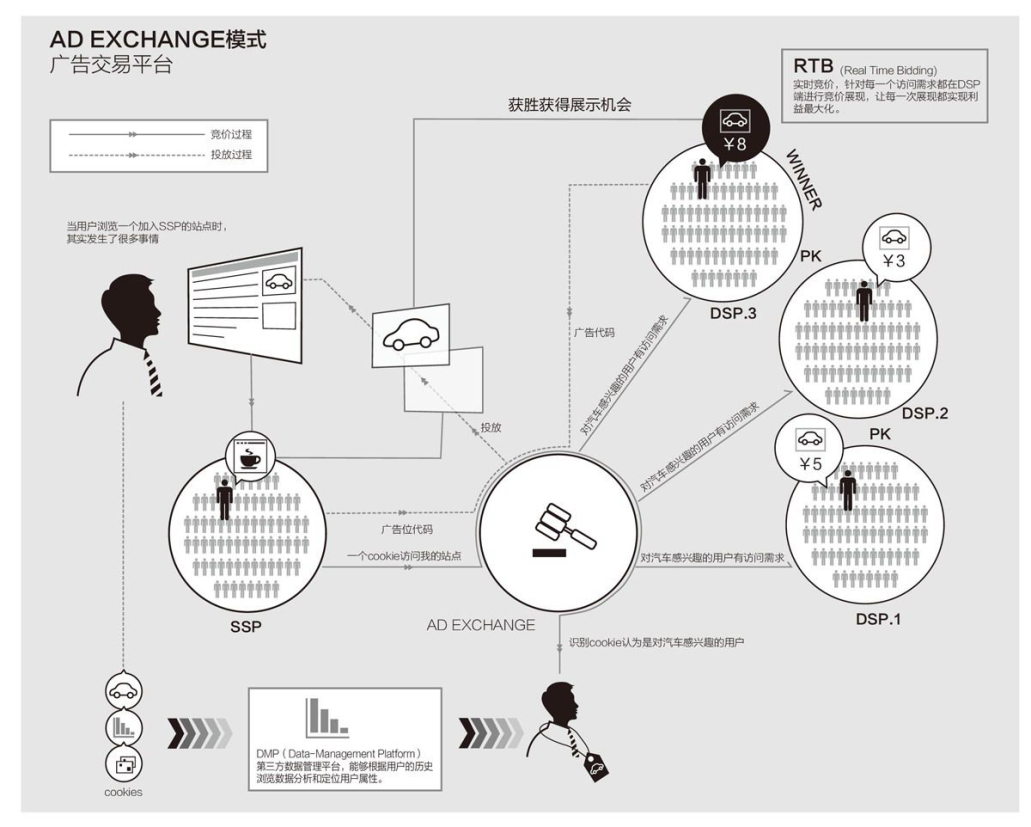 AD EXCHANGE模式
广告交易平台
RTB (Real Time Bidding)
实时竞价，针对每一个访问需求都在DSP
端进行竞价展现，让每一次展现都实现利
益最大化。
获胜获得展示机会
竞价过程
投放过程
¥8
WINNER
当用户浏览一个加入SSP的站点时，
其实发生了很多事情
PK
¥3
DSP.3
广告代码
对汽车感兴趣的用户有访问需求
DSP.2
对汽车感兴趣的用户有访问需求
PK
投放
¥5
广告位代码
一个cookie访问我的站点
对汽车感兴趣的用户有访问需求
SSP
AD EXCHANGE
DSP.1
识别cookie认为是对汽车感兴趣的用户
DMP（Data-Management Platform）
第三方数据管理平台，能够根据用户的历史
浏览数据分析和定位用户属性。
cookies